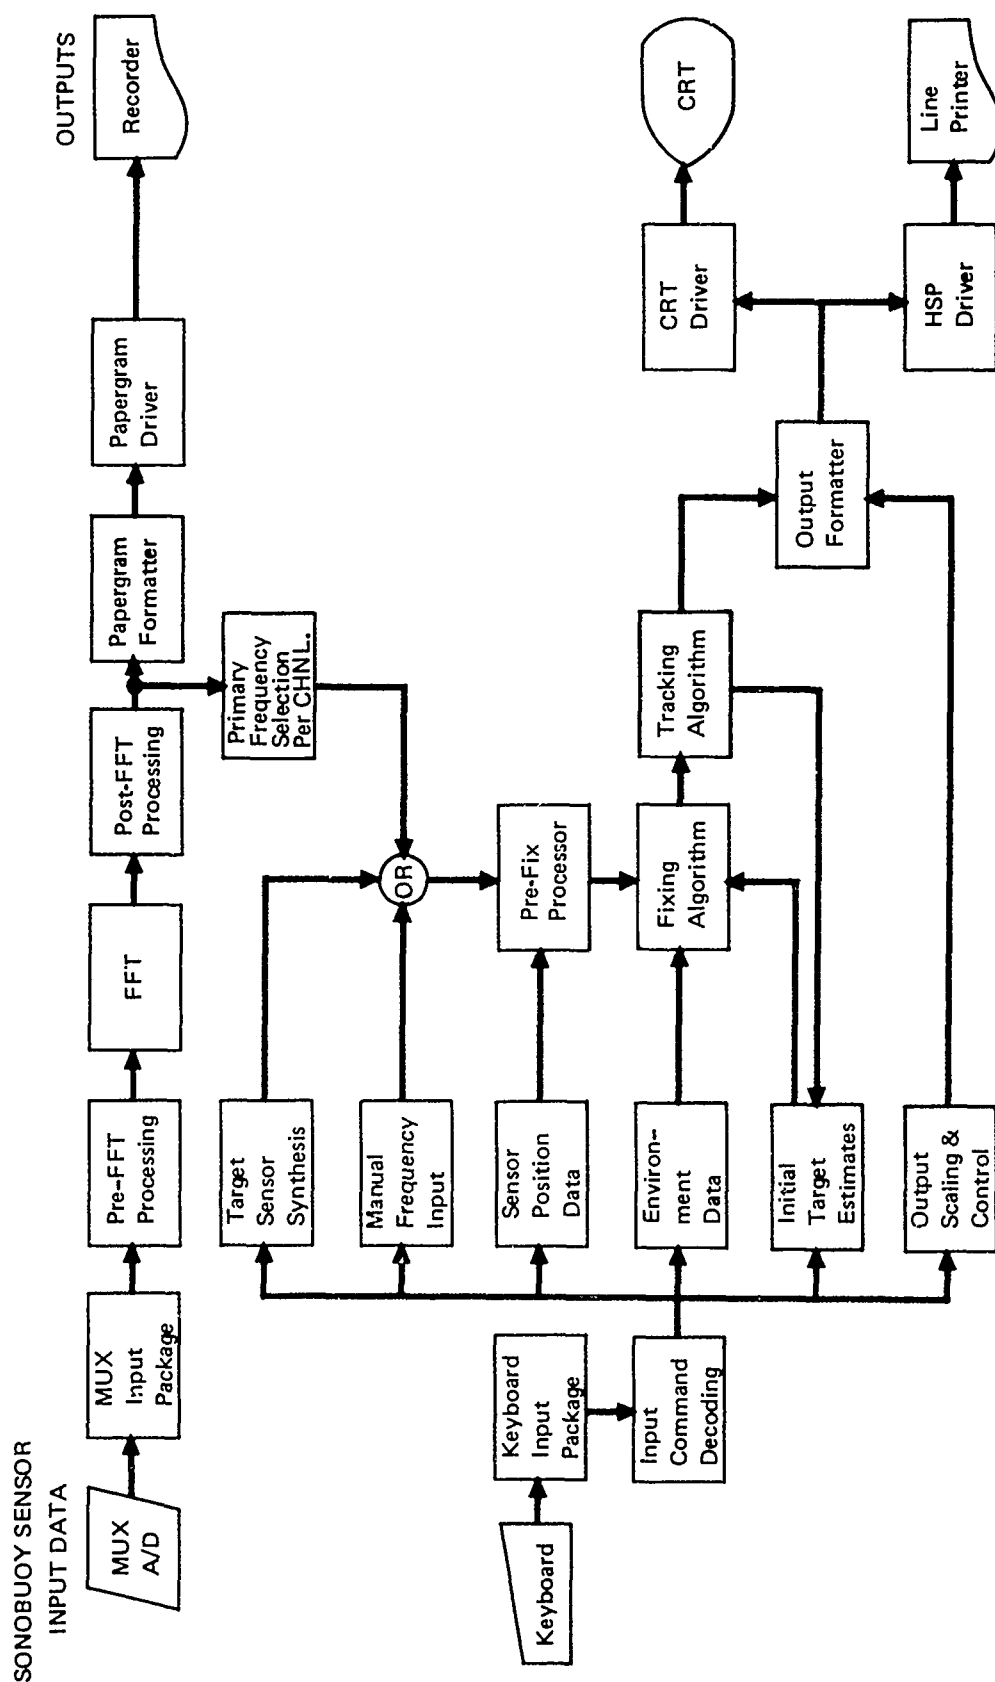 SONOBUOY SENSOR
INPUT DATA
OUTPUTS
MUX
A/D
MUX
Input
Package
Pre-FFT
Processing
FFT
Post-FFT
Processing
Papergram
Formatter
Papergram
Driver
Recorder
Primary
Frequency
Selection
Per CHNL.
Target
Sensor
Synthesis
Manual
Frequency
Input
OR
Keyboard
Keyboard
Input
Package
Sensor
Position
Data
Pre-Fix
Processor
Input
Command
Decoding
Environ-
ment
Data
Fixing
Algorithm
Tracking
Algorithm
CRT
Driver
CRT
Initial
Target
Estimates
Output
Formatter
Output
Scaling &
Control
HSP
Driver
Line
Printer